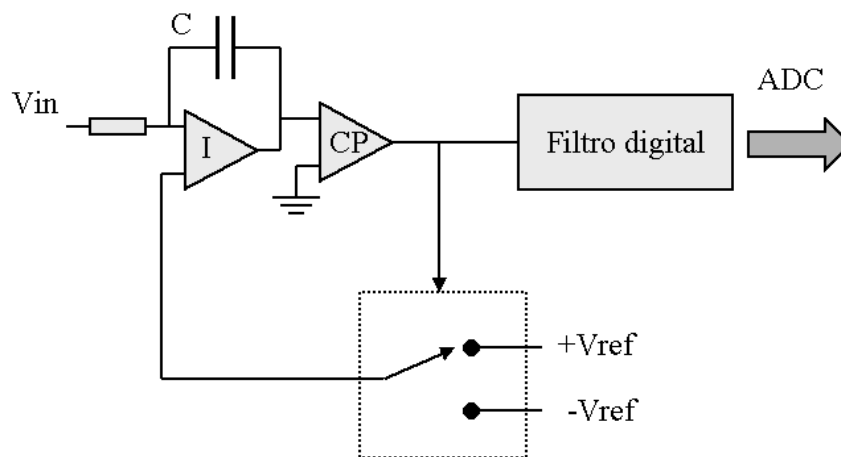 C
ADC
Vin
I
CP
Filtro digital
+Vref
-Vref